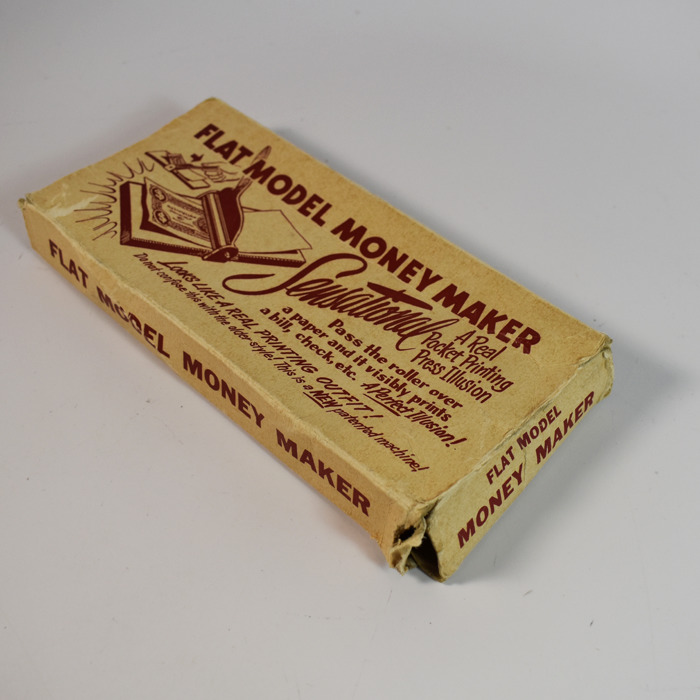 FLAT MODEL MONEY MAKER
Sensational
A Real
Pocket Printing
Press Illusion
Pass the roller over
a paper and it visibly prints
a bill, check, etc. A Perfect Illusion!
LOOKS LIKE A REAL PRINTING OUTFIT!
Do not confuse this with the older style! This is a NEW patented machine!
FLAT MODEL MONEY MAKER
FLAT MODEL
MONEY MAKER